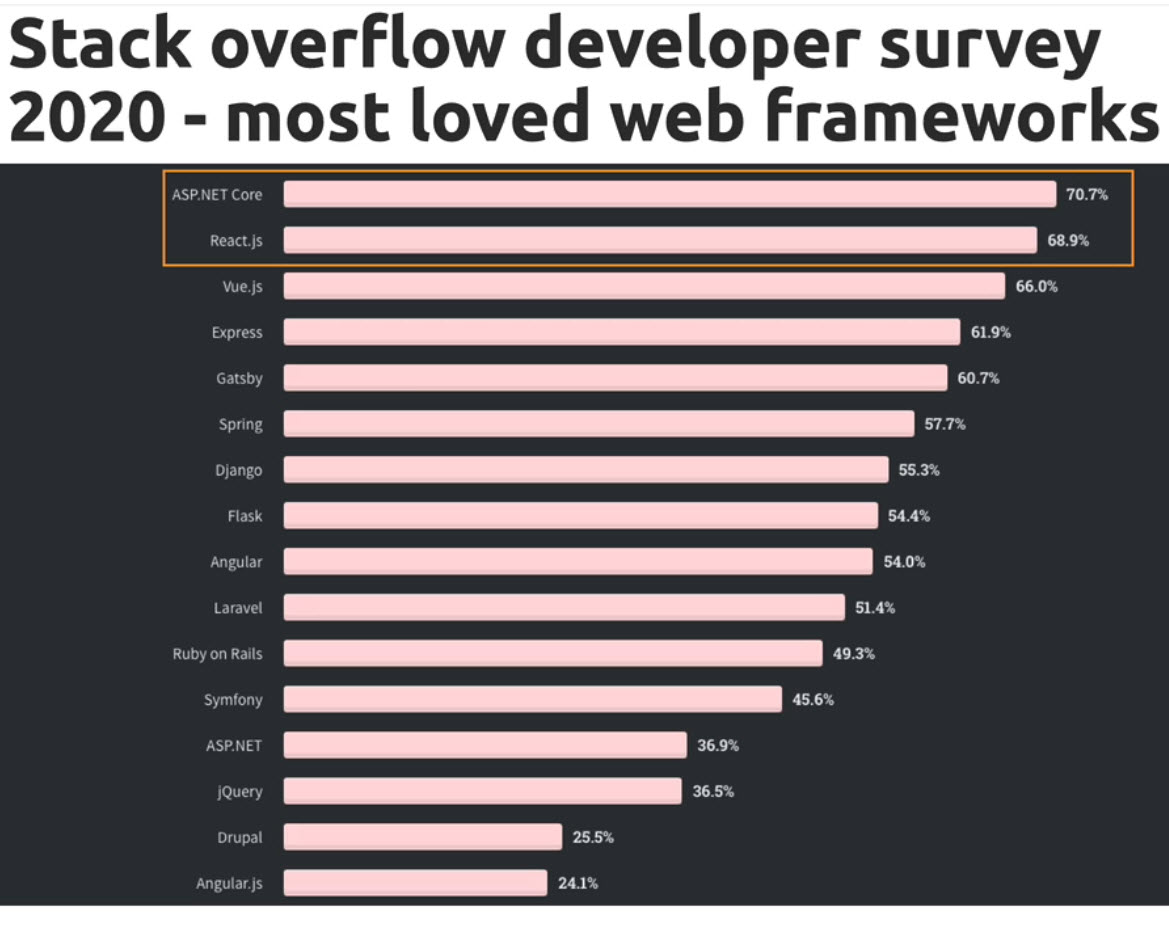 Stack overflow developer survey
2020 - most loved web frameworks
ASP.NET Core 70.7%
React.js 68.9%
Vue.js 66.0%
Express 61.9%
Gatsby 60.7%
Spring 57.7%
Django 55.3%
Flask 54.4%
Angular 54.0%
Laravel 51.4%
Ruby on Rails 49.3%
Symfony 45.6%
ASP.NET 36.9%
jQuery 36.5%
Drupal 25.5%
Angular.js 24.1%